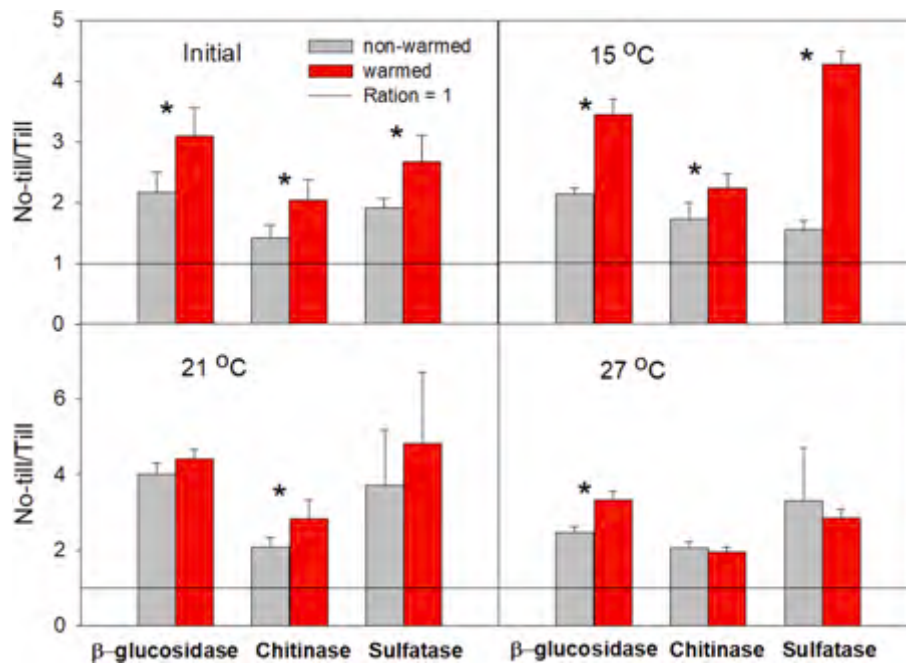 5
4
3
2
1
0
No-till/Till
Initial
non-warmed
warmed
Ration = 1
*
*
*
15 °C
*
*
*
6
4
2
0
No-till/Till
21 °C
*
27 °C
*
β-glucosidase Chitinase Sulfatase
β-glucosidase Chitinase Sulfatase